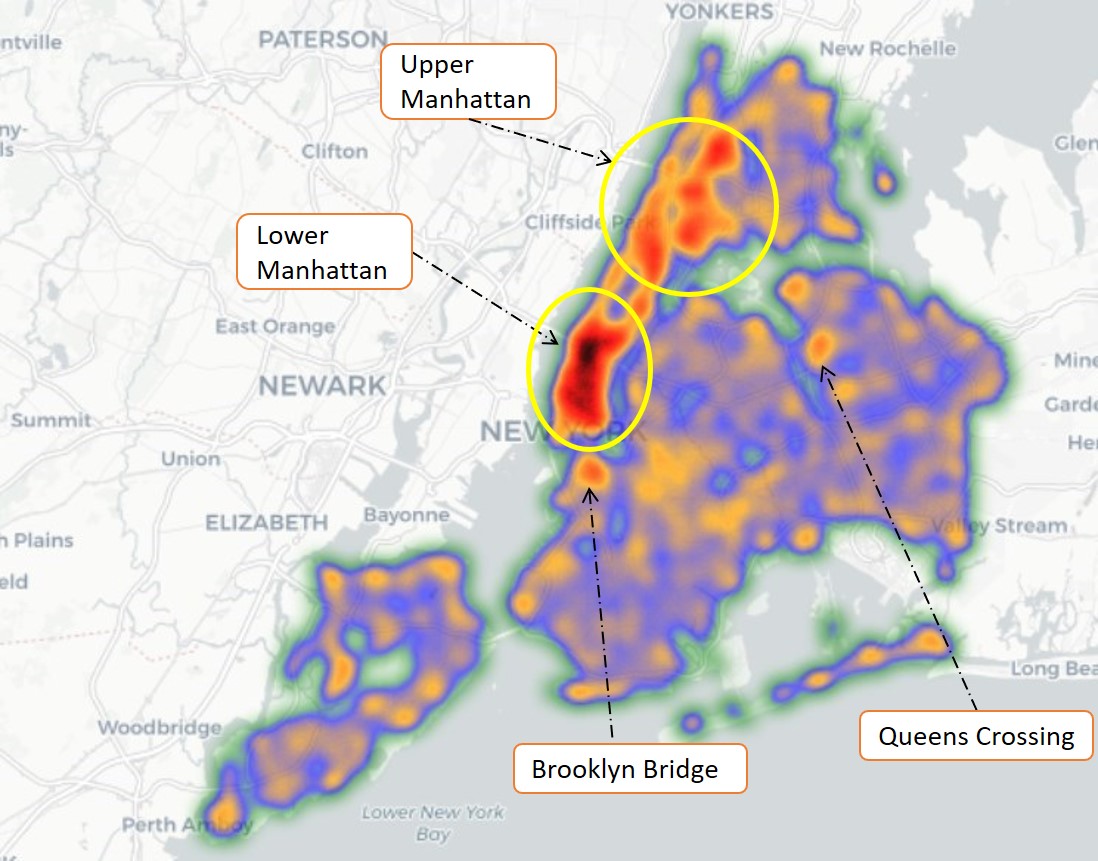 YONKERS
ntville
PATERSON
New Rochelle
Upper
Manhattan
ny-
ls
Glen
Clifton
Cliffside Park
Lower
Manhattan
East Orange
Mine
NEWARK
Garde
Summit
NEW YORK
He
Union
Bayonne
ELIZABETH
Valley Stream
h Plains
eld
Long Bea
Woodbridge
Queens Crossing
Brooklyn Bridge
Lower New York
Bay
Perth Amboy